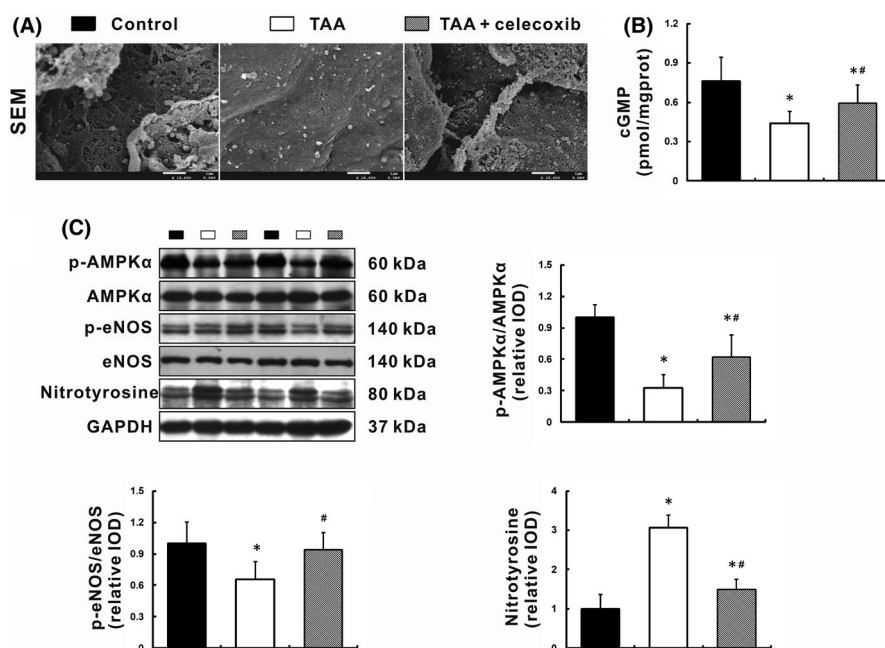 (A) Control TAA TAA + celecoxib
SEM
(B)
cGMP
(pmol/mgprot)
1.2
0.9
0.6
0.3
0
*
*#
(C)
p-AMPKα 60 kDa
AMPKα 60 kDa
p-eNOS 140 kDa
eNOS 140 kDa
Nitrotyrosine 80 kDa
GAPDH 37 kDa
p-AMPKα/AMPKα
(relative IOD)
1.5
1.2
0.9
0.6
0.3
0
*
*#
p-eNOS/eNOS
(relative IOD)
1.5
1.2
0.9
0.6
0.3
0
*
#
Nitrotyrosine
(relative IOD)
4
3
2
1
0
*
*#